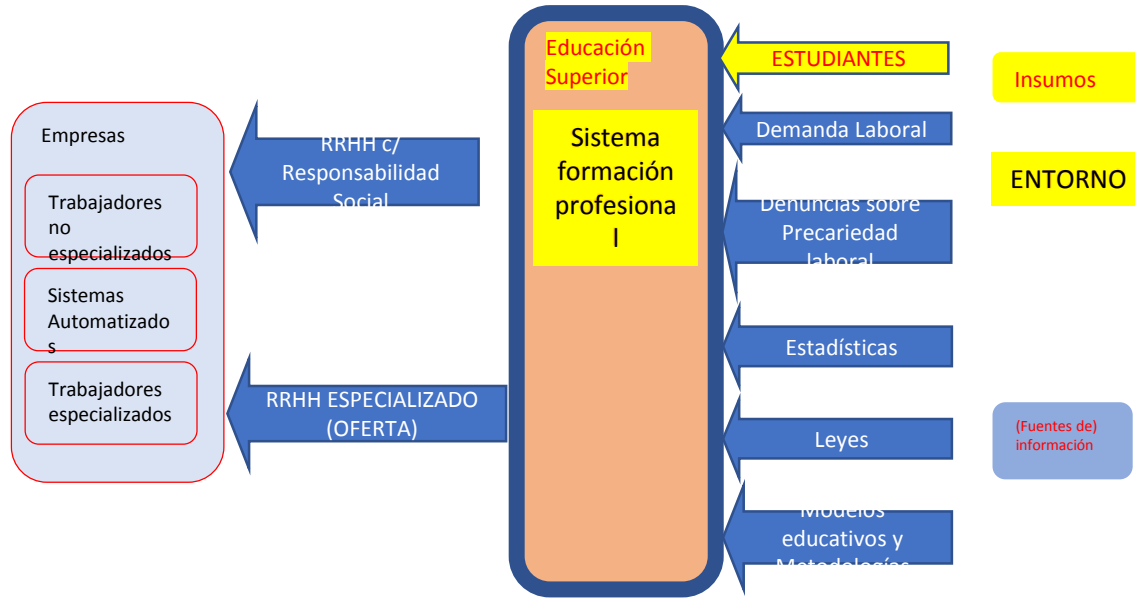 Empresas
Trabajadores
no
especializados
Sistemas
Automatizado
s
Trabajadores
especializados
RRHH c/
Responsabilidad
Social
RRHH ESPECIALIZADO
(OFERTA)
Educación
Superior
Sistema
formación
profesiona
l
ESTUDIANTES
Demanda Laboral
Denuncias sobre
Precariedad
laboral
Estadísticas
Leyes
Modelos
educativos y
Metodologías
Insumos
ENTORNO
(Fuentes de)
información